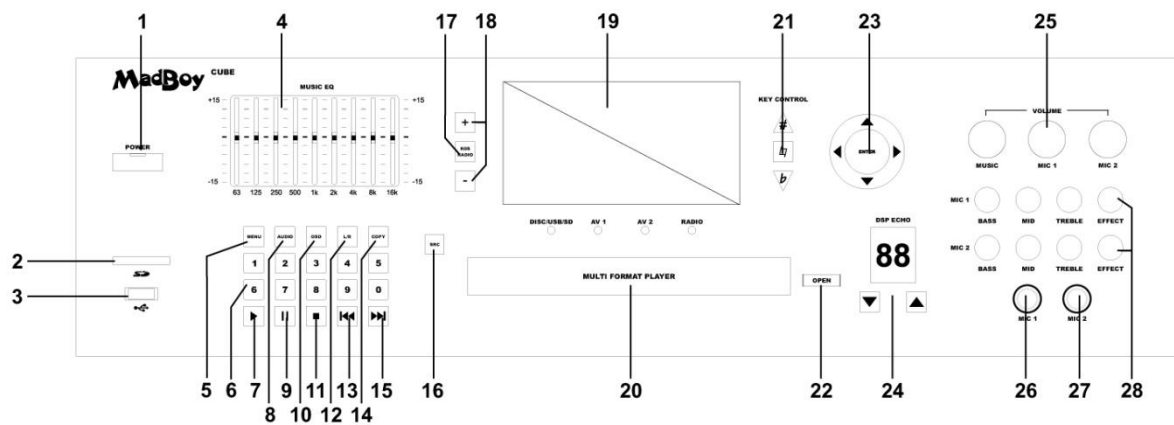 1 4 17 18 19 21 23 25
MadBoy CUBE
MUSIC EQ
+15 +15
-15 -15
63 125 250 500 1k 2k 4k 8k 16k
POWER
+
RDS RADIO
-
KEY CONTROL
#
♮
♭
ENTER
VOLUME
MUSIC MIC 1 MIC 2
MIC 1
BASS MID TREBLE EFFECT
MIC 2
BASS MID TREBLE EFFECT
MIC 1 MIC 2
DISC/USB/SD AV 1 AV 2 RADIO
DSP ECHO
88
MENU AUDIO OSD L/R COPY
1 2 3 4 5
6 7 8 9 0
SRC
MULTI FORMAT PLAYER
OPEN
2
SD
3
5 6 7 8 9 10 11 12 13 14 15 16 20 22 24 26 27 28